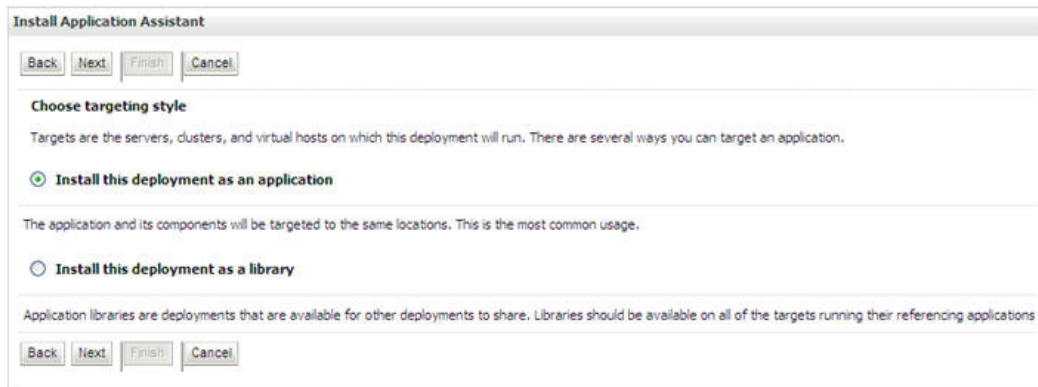 Install Application Assistant
Back Next Finish Cancel
Choose targeting style
Targets are the servers, clusters, and virtual hosts on which this deployment will run. There are several ways you can target an application.
Install this deployment as an application
The application and its components will be targeted to the same locations. This is the most common usage.
Install this deployment as a library
Application libraries are deployments that are available for other deployments to share. Libraries should be available on all of the targets running their referencing applications
Back Next Finish Cancel